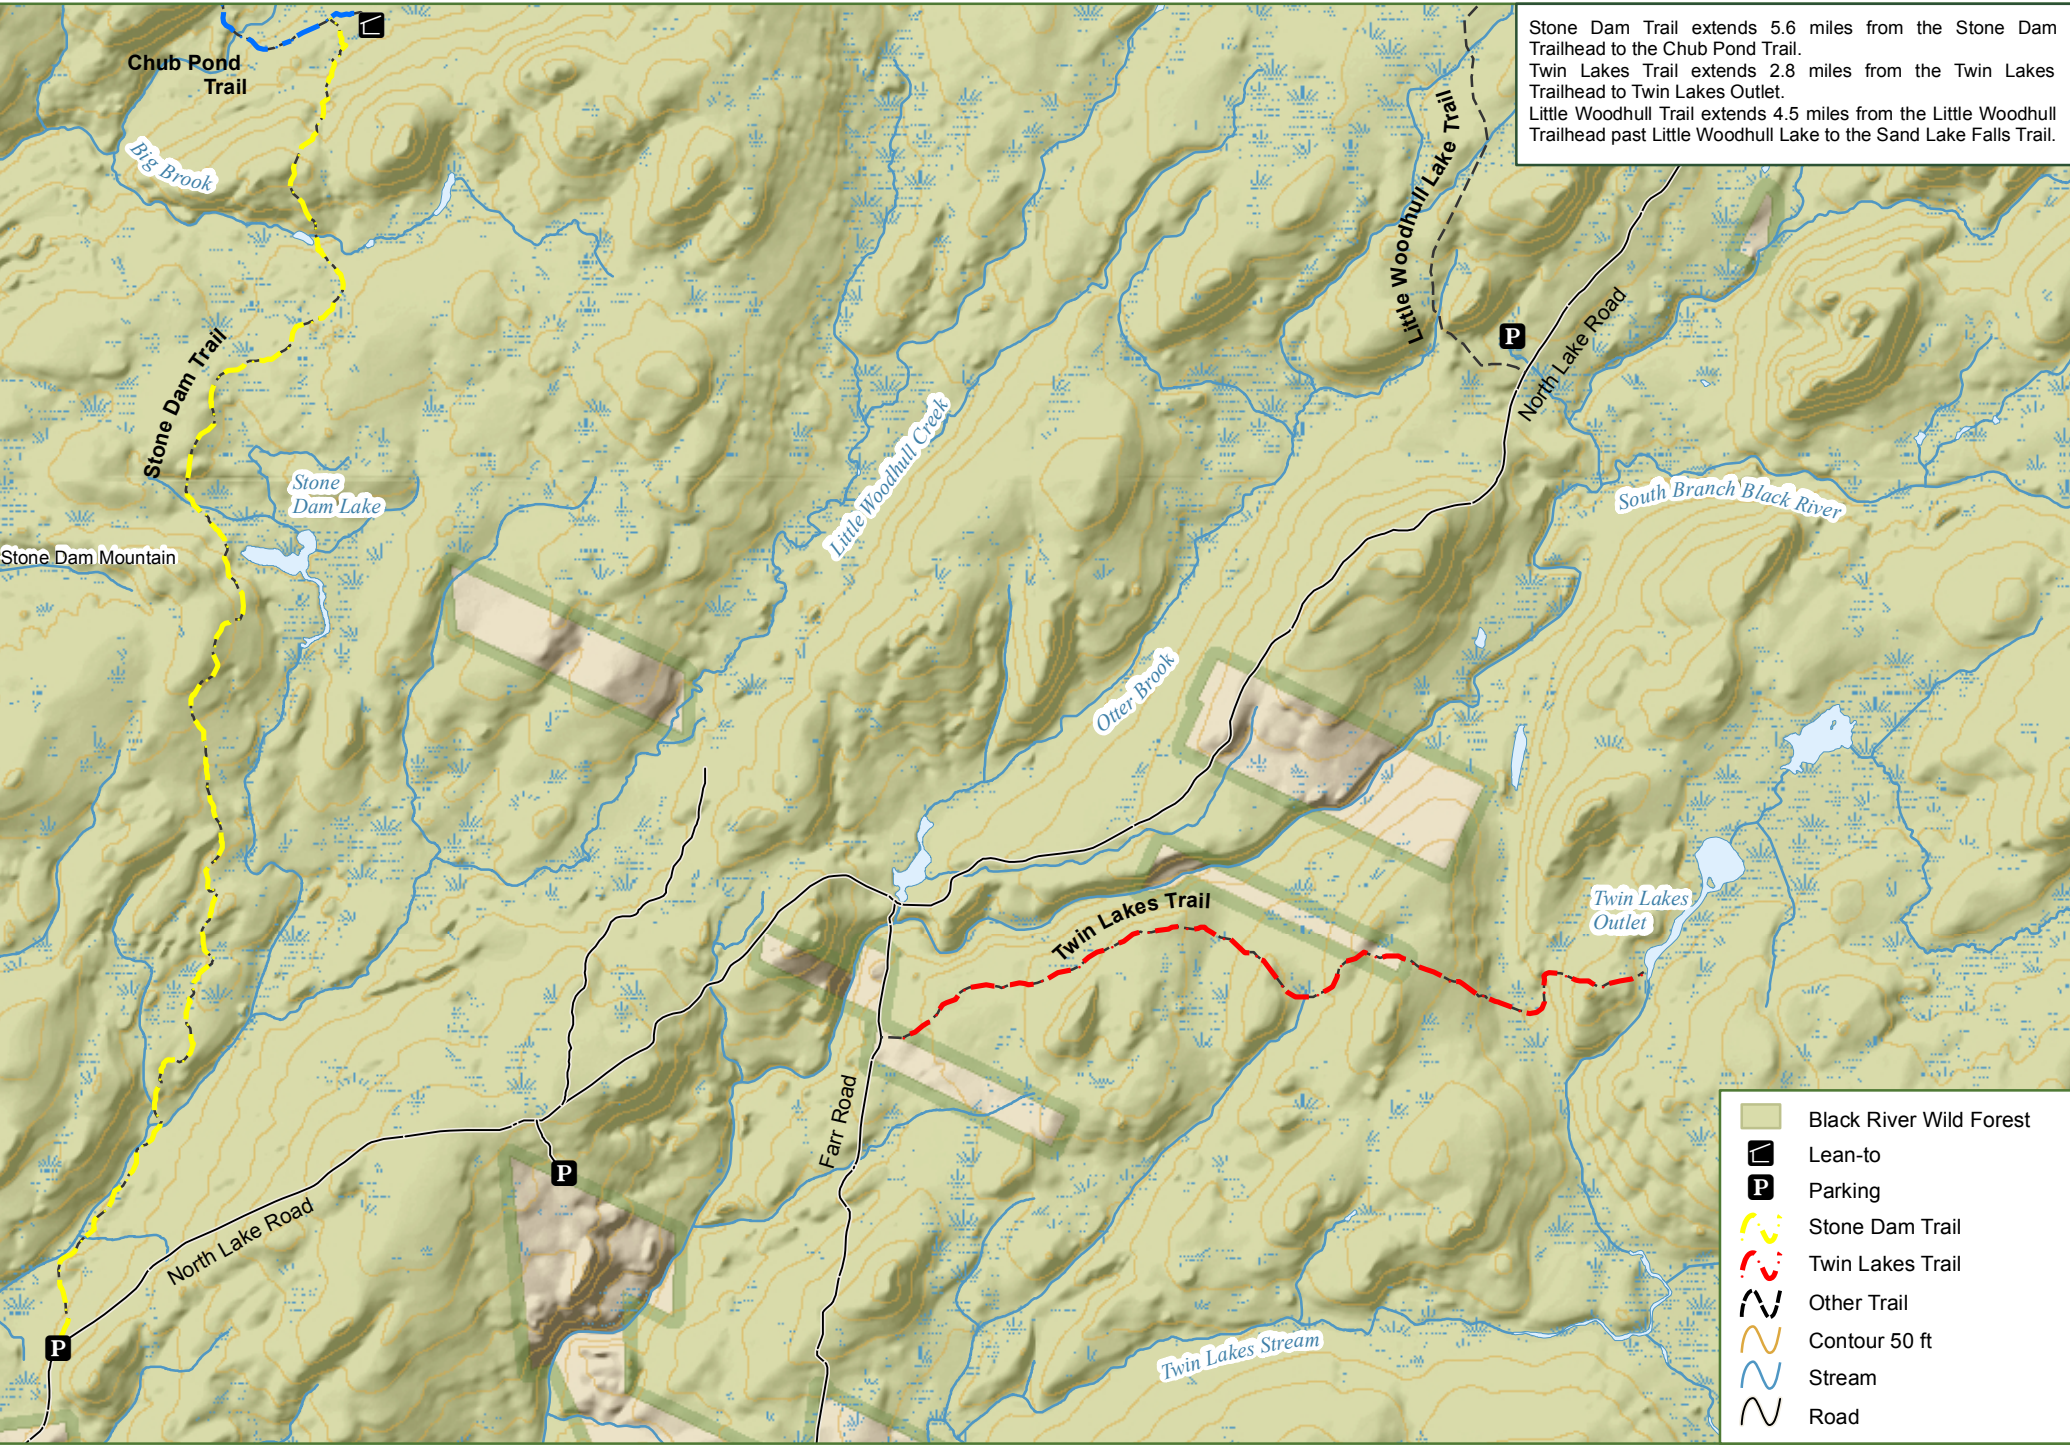 Stone Dam Trail extends 5.6 miles from the Stone Dam
Trailhead to the Chub Pond Trail.
Twin Lakes Trail extends 2.8 miles from the Twin Lakes
Trailhead to Twin Lakes Outlet.
Little Woodhull Trail extends 4.5 miles from the Little Woodhull
Trailhead past Little Woodhull Lake to the Sand Lake Falls Trail.
Chub Pond
Trail
Big Brook
Little Woodhull Lake Trail
P
North Lake Road
Stone Dam Trail
Stone
Dam Lake
Little Woodhull Creek
South Branch Black River
Stone Dam Mountain
Otter Brook
Twin Lakes Trail
Twin Lakes
Outlet
Farr Road
P
North Lake Road
P
Twin Lakes Stream
Black River Wild Forest
Lean-to
P Parking
Stone Dam Trail
Twin Lakes Trail
Other Trail
Contour 50 ft
Stream
Road